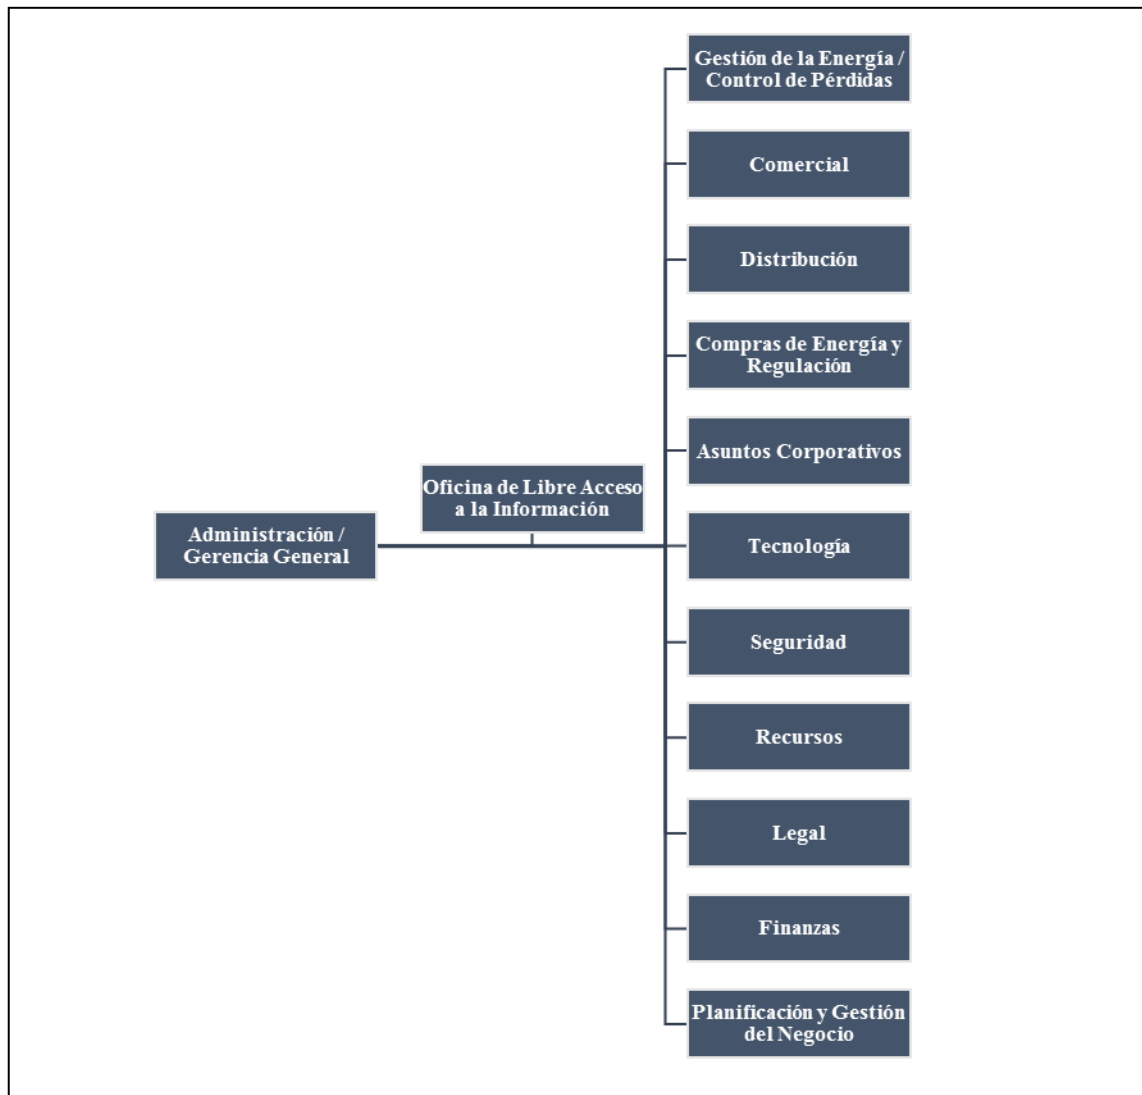 Gestión de la Energía /
Control de Pérdidas
Comercial
Distribución
Compras de Energía y
Regulación
Asuntos Corporativos
Oficina de Libre Acceso
a la Información
Administración /
Gerencia General
Tecnología
Seguridad
Recursos
Legal
Finanzas
Planificación y Gestión
del Negocio